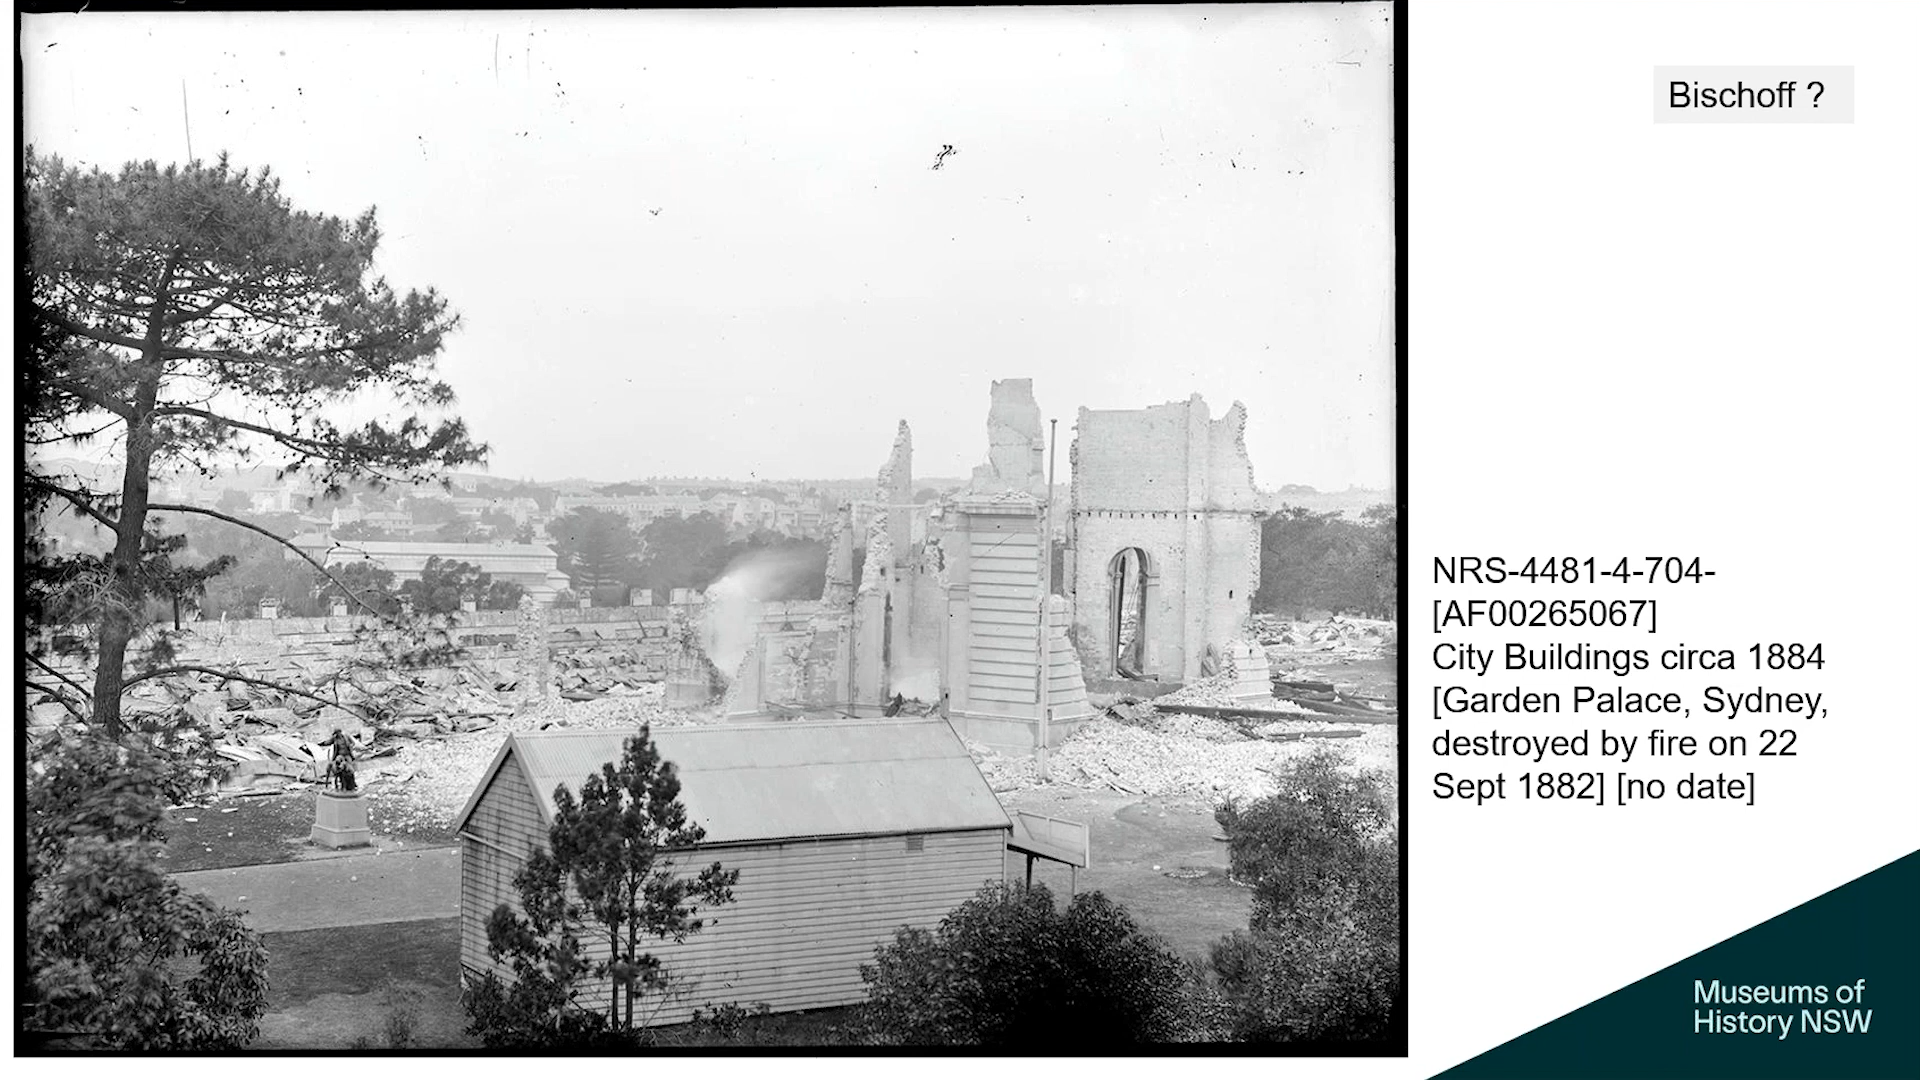 Bischoff ?
NRS-4481-4-704-
[AF00265067]
City Buildings circa 1884
[Garden Palace, Sydney,
destroyed by fire on 22
Sept 1882] [no date]
Museums of
History NSW